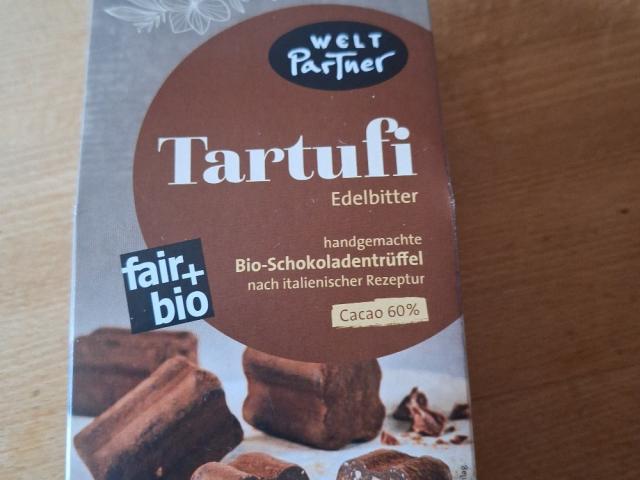 WELT
Partner
Tartufi
Edelbitter
handgemachte
Bio-Schokoladentrüffel
nach italienischer Rezeptur
Cacao 60%
fair+
bio